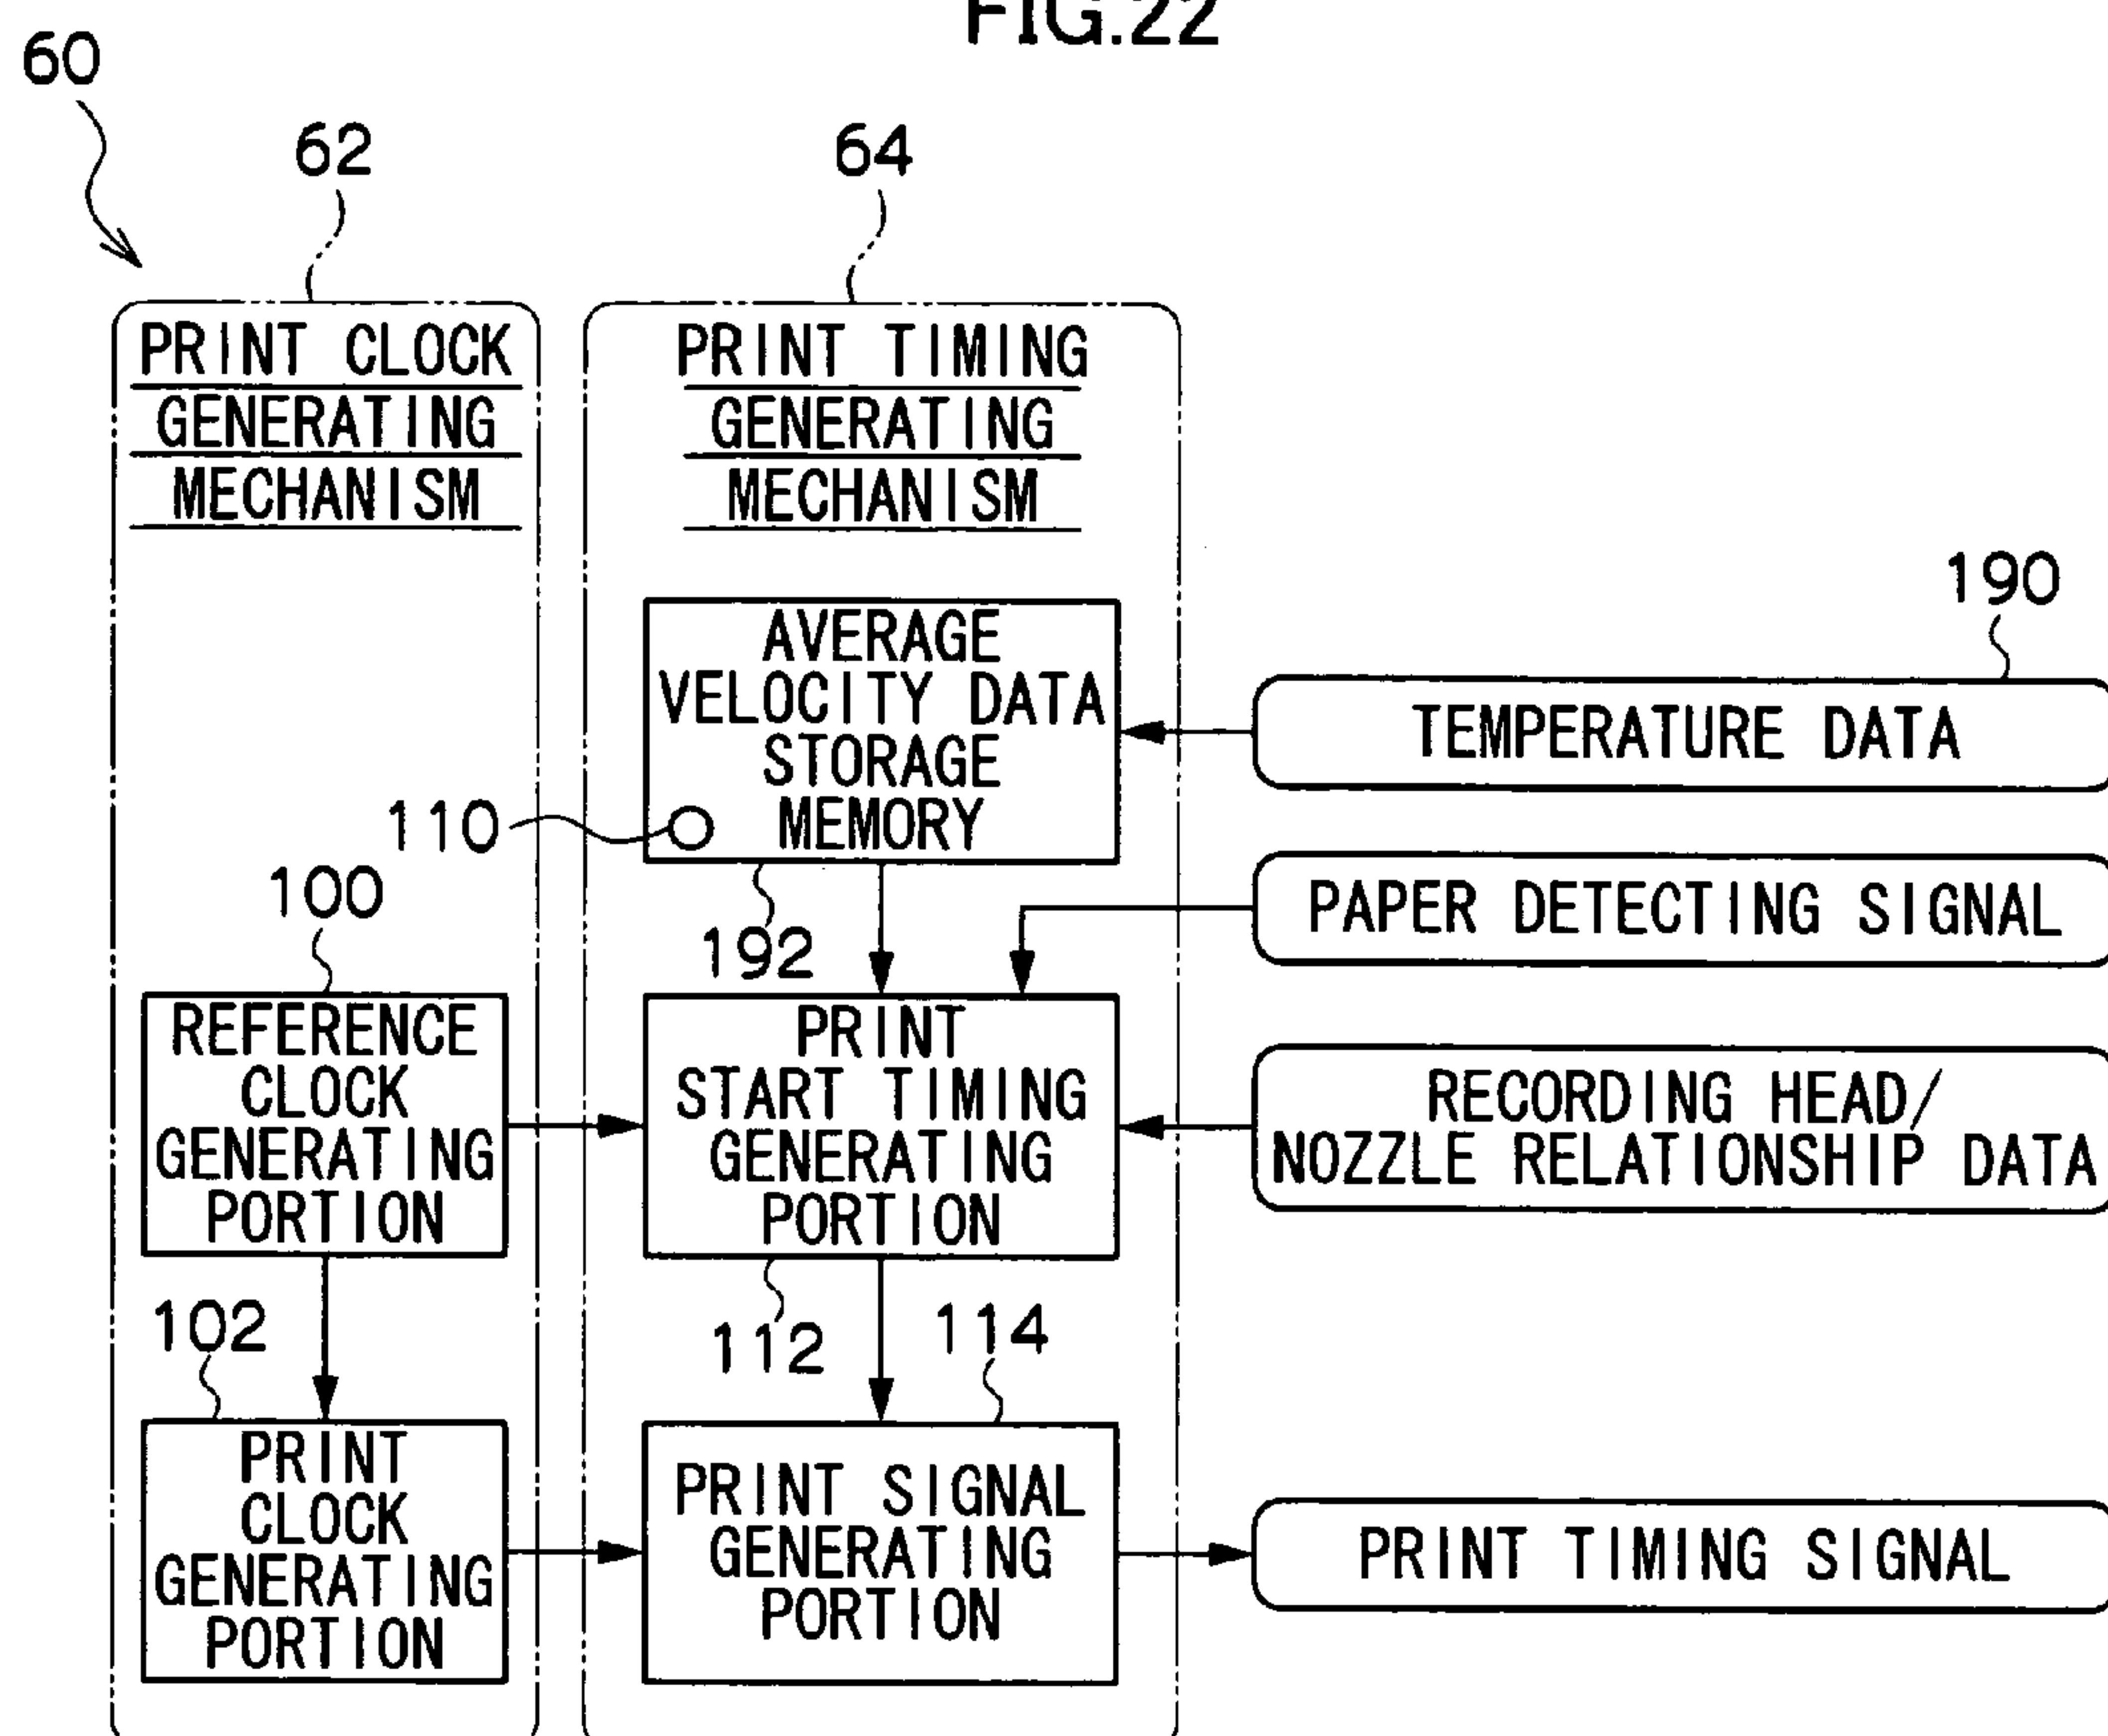 FIG.22
60
62
64
PRINT CLOCK
GENERATING
MECHANISM
PRINT TIMING
GENERATING
MECHANISM
190
AVERAGE
VELOCITY DATA
STORAGE
MEMORY
TEMPERATURE DATA
110
100
192
PAPER DETECTING SIGNAL
REFERENCE
CLOCK
GENERATING
PORTION
PRINT
START TIMING
GENERATING
PORTION
RECORDING HEAD/
NOZZLE RELATIONSHIP DATA
102
112
114
PRINT
CLOCK
GENERATING
PORTION
PRINT SIGNAL
GENERATING
PORTION
PRINT TIMING SIGNAL